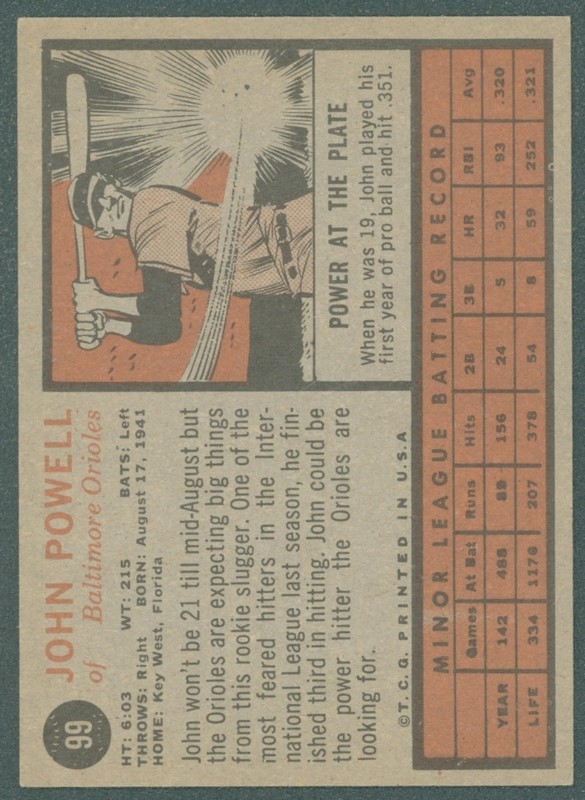 99
JOHN POWELL
of Baltimore Orioles
HT: 6:03 WT: 215 BATS: Left
THROWS: Right BORN: August 17, 1941
HOME: Key West, Florida
John won't be 21 till mid-August but
the Orioles are expecting big things
from this rookie slugger. One of the
most feared hitters in the Inter-
national League last season, he fin-
ished third in hitting. John could be
the power hitter the Orioles are
looking for.
©T.C.G. PRINTED IN U.S.A
POWER AT THE PLATE
When he was 19, John played his
first year of pro ball and hit .351.
MINOR LEAGUE BATTING RECORD
Games At Bat Runs Hits 2B 3B HR RBI Avg
YEAR 142 488 89 156 24 5 32 93 .320
LIFE 334 1176 207 378 54 8 59 252 .321